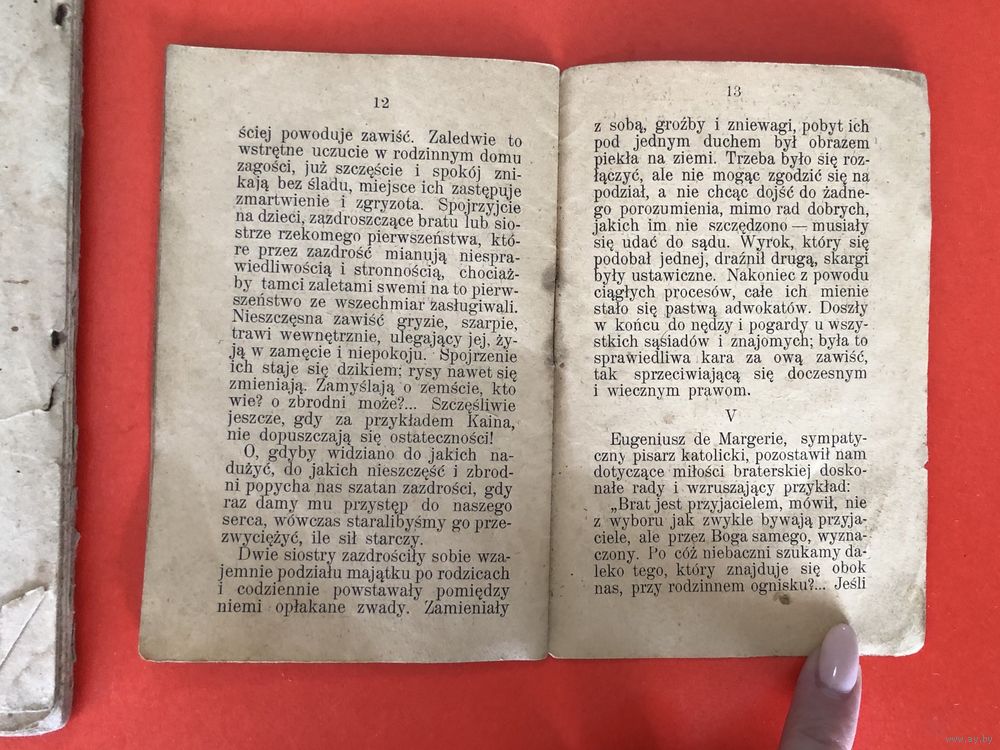 12
ściej powoduje zawiść. Zaledwie to
wstrętne uczucie w rodzinnym domu
zagości, już szczęście i spokój zni-
kają bez śladu, miejsce ich zastępuje
zmartwienie i zgryzota. Spojrzyjcie
na dzieci, zazdroszczące bratu lub sio-
strze rzekomego pierwszeństwa, któ-
re przez zazdrość mianują niespra-
wiedliwością i stronnością, chociaż-
by tamci zaletami swemi na to pierw-
szeństwo ze wszechmiar zasługiwali.
Nieszczęsna zawiść gryzie, szarpie,
trawi wewnętrznie, ulegający jej, ży-
ją w zamęcie i niepokoju. Spojrzenie
ich staje się dzikiem; rysy nawet się
zmieniają. Zamyślają o zemście, kto
wie? o zbrodni może?... Szczęśliwie
jeszcze, gdy za przykładem Kaina,
nie dopuszczają się ostateczności!
O, gdyby widziano do jakich na-
dużyć, do jakich nieszczęść i zbrod-
ni popycha nas szatan zazdrości, gdy
raz damy mu przystęp do naszego
serca, wówczas staralibyśmy go prze-
zwyciężyć, ile sił starczy.
Dwie siostry zazdrościły sobie wza-
jemnie podziału majątku po rodzicach
i codziennie powstawały pomiędzy
niemi opłakane zwady. Zamieniały
13
z sobą, groźby i zniewagi, pobyt ich
pod jednym duchem był obrazem
piekła na ziemi. Trzeba było się roz-
łączyć, ale nie mogąc zgodzić się na
podział, a nie chcąc dojść do żadne-
go porozumienia, mimo rad dobrych,
jakich im nie szczędzono — musiały
się udać do sądu. Wyrok, który się
podobał jednej, draźnił drugą, skargi
były ustawiczne. Nakoniec z powodu
ciągłych procesów, całe ich mienie
stało się pastwą adwokatów. Doszły
w końcu do nędzy i pogardy u wszy-
stkich sąsiadów i znajomych; była to
sprawiedliwa kara za ową zawiść,
tak sprzeciwiającą się doczesnym
i wiecznym prawom.
V
Eugeniusz de Margerie, sympaty-
czny pisarz katolicki, pozostawił nam
dotyczące miłości braterskiej dosko-
nałe rady i wzruszający przykład:
„Brat jest przyjacielem, mówił, nie
z wyboru jak zwykle bywają przyja-
ciele, ale przez Boga samego, wyzna-
czony. Po cóż niebaczni szukamy da-
leko tego, który znajduje się obok
nas, przy rodzinnem ognisku?... Jeśli
www.ay.by